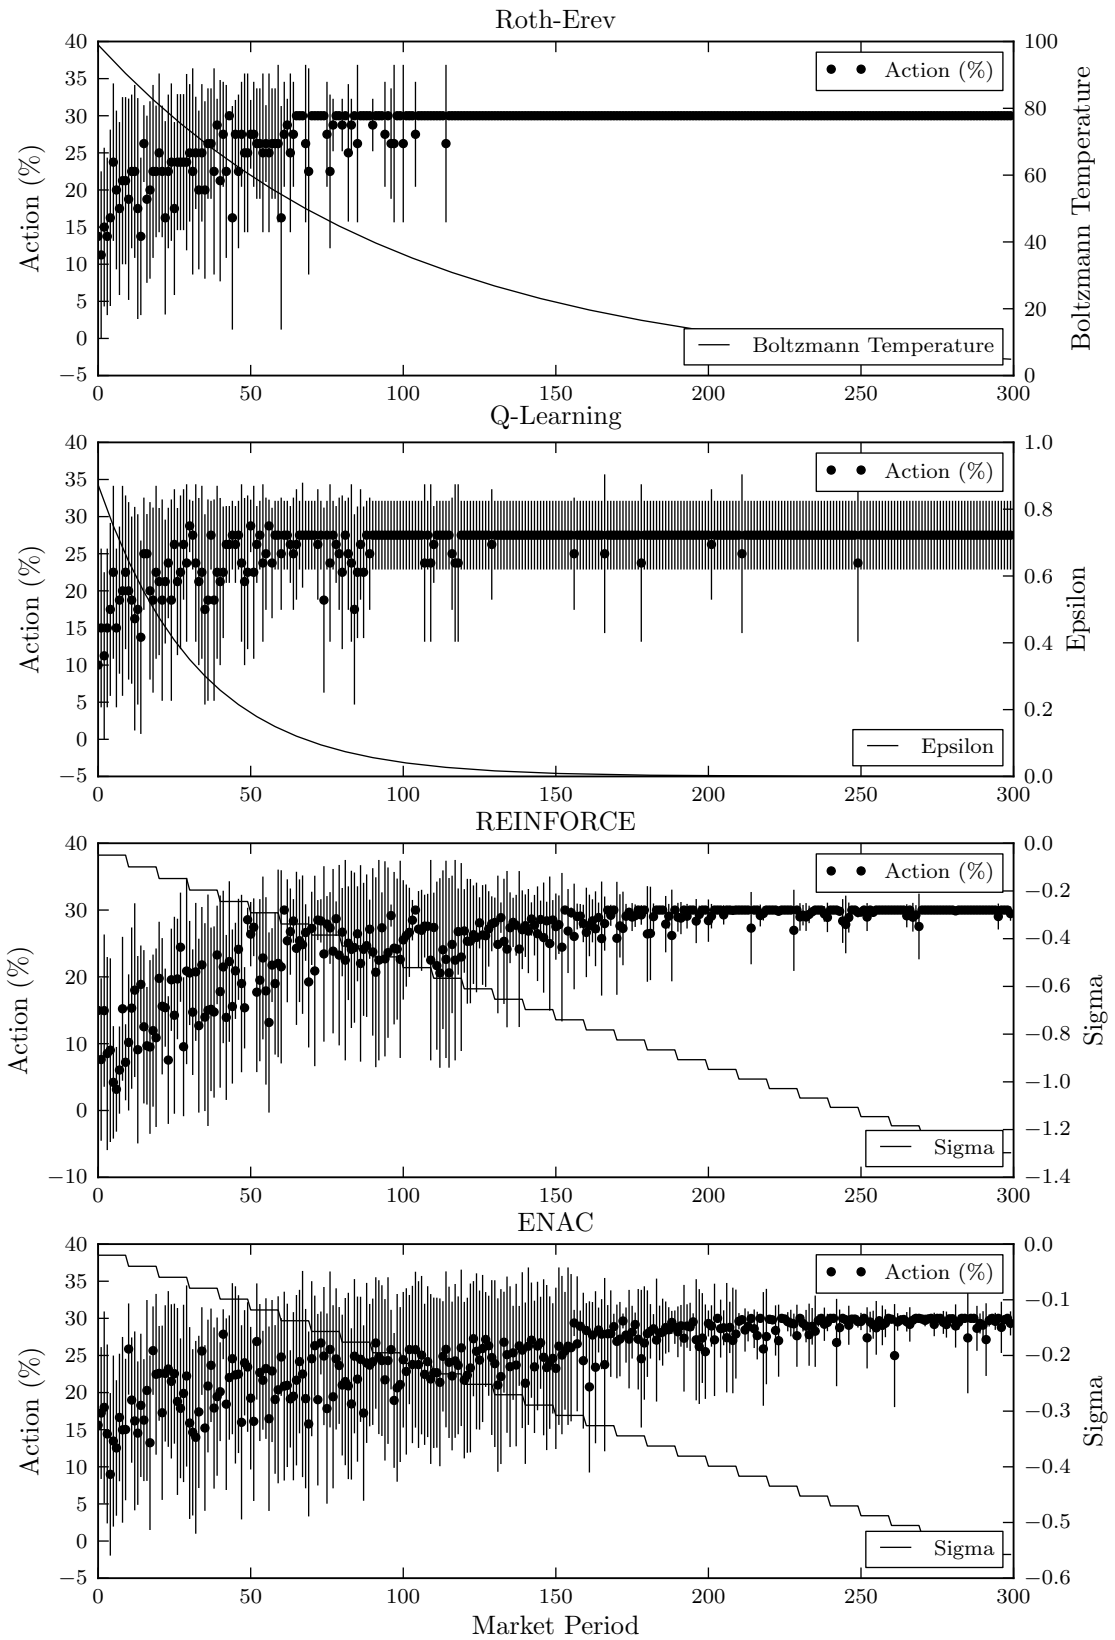 Roth-Erev
40
35
30
25
20
15
10
5
0
−5
Action (%)
Action (%)
100
80
60
40
20
0
Boltzmann Temperature
Boltzmann Temperature
0 50 100 150 200 250 300
Q-Learning
40
35
30
25
20
15
10
5
0
−5
Action (%)
Action (%)
1.0
0.8
0.6
0.4
0.2
0.0
Epsilon
Epsilon
0 50 100 150 200 250 300
REINFORCE
40
30
20
10
0
−10
Action (%)
Action (%)
0.0
−0.2
−0.4
−0.6
−0.8
−1.0
−1.2
−1.4
Sigma
Sigma
0 50 100 150 200 250 300
ENAC
40
35
30
25
20
15
10
5
0
−5
Action (%)
Action (%)
0.0
−0.1
−0.2
−0.3
−0.4
−0.5
−0.6
Sigma
Sigma
0 50 100 150 200 250 300
Market Period